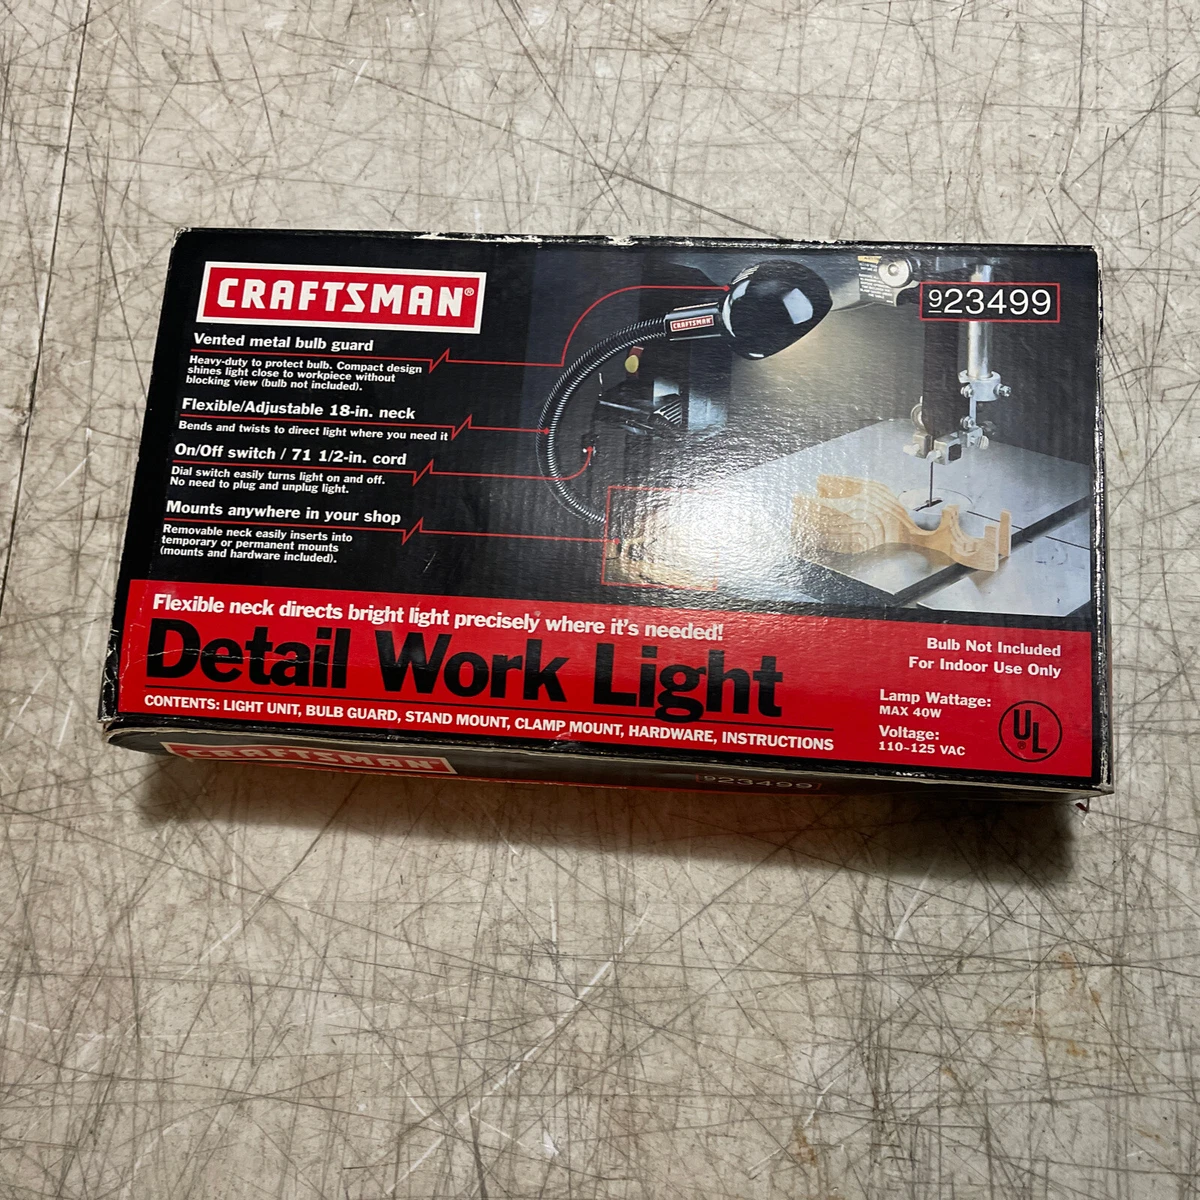 CRAFTSMAN®
923499
Vented metal bulb guard
Heavy-duty to protect bulb. Compact design
shines light close to workpiece without
blocking view (bulb not included).
Flexible/Adjustable 18-in. neck
Bends and twists to direct light where you need it
On/Off switch / 71 1/2-in. cord
Dial switch easily turns light on and off.
No need to plug and unplug light.
Mounts anywhere in your shop
Removable neck easily inserts into
temporary or permanent mounts
(mounts and hardware included).
CRAFTSMAN
Flexible neck directs bright light precisely where it's needed!
Detail Work Light
CONTENTS: LIGHT UNIT, BULB GUARD, STAND MOUNT, CLAMP MOUNT, HARDWARE, INSTRUCTIONS
Bulb Not Included
For Indoor Use Only
Lamp Wattage:
MAX 40W
Voltage:
110~125 VAC
UL®
CRAFTSMAN
923499